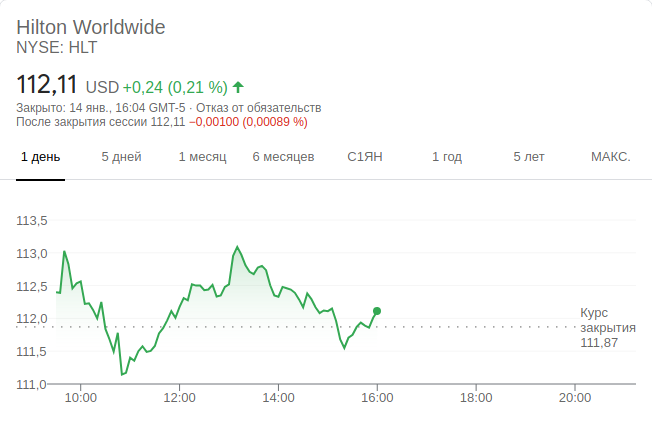 Hilton Worldwide
NYSE: HLT
112,11 USD +0,24 (0,21 %)
Закрыто: 14 янв., 16:04 GMT-5 · Отказ от обязательств
После закрытия сессии 112,11 −0,00100 (0,00089 %)
1 день 5 дней 1 месяц 6 месяцев С1ЯН 1 год 5 лет МАКС.
113,5
113,0
112,5
112,0
111,5
111,0
Курс
закрытия
111,87
10:00 12:00 14:00 16:00 18:00 20:00